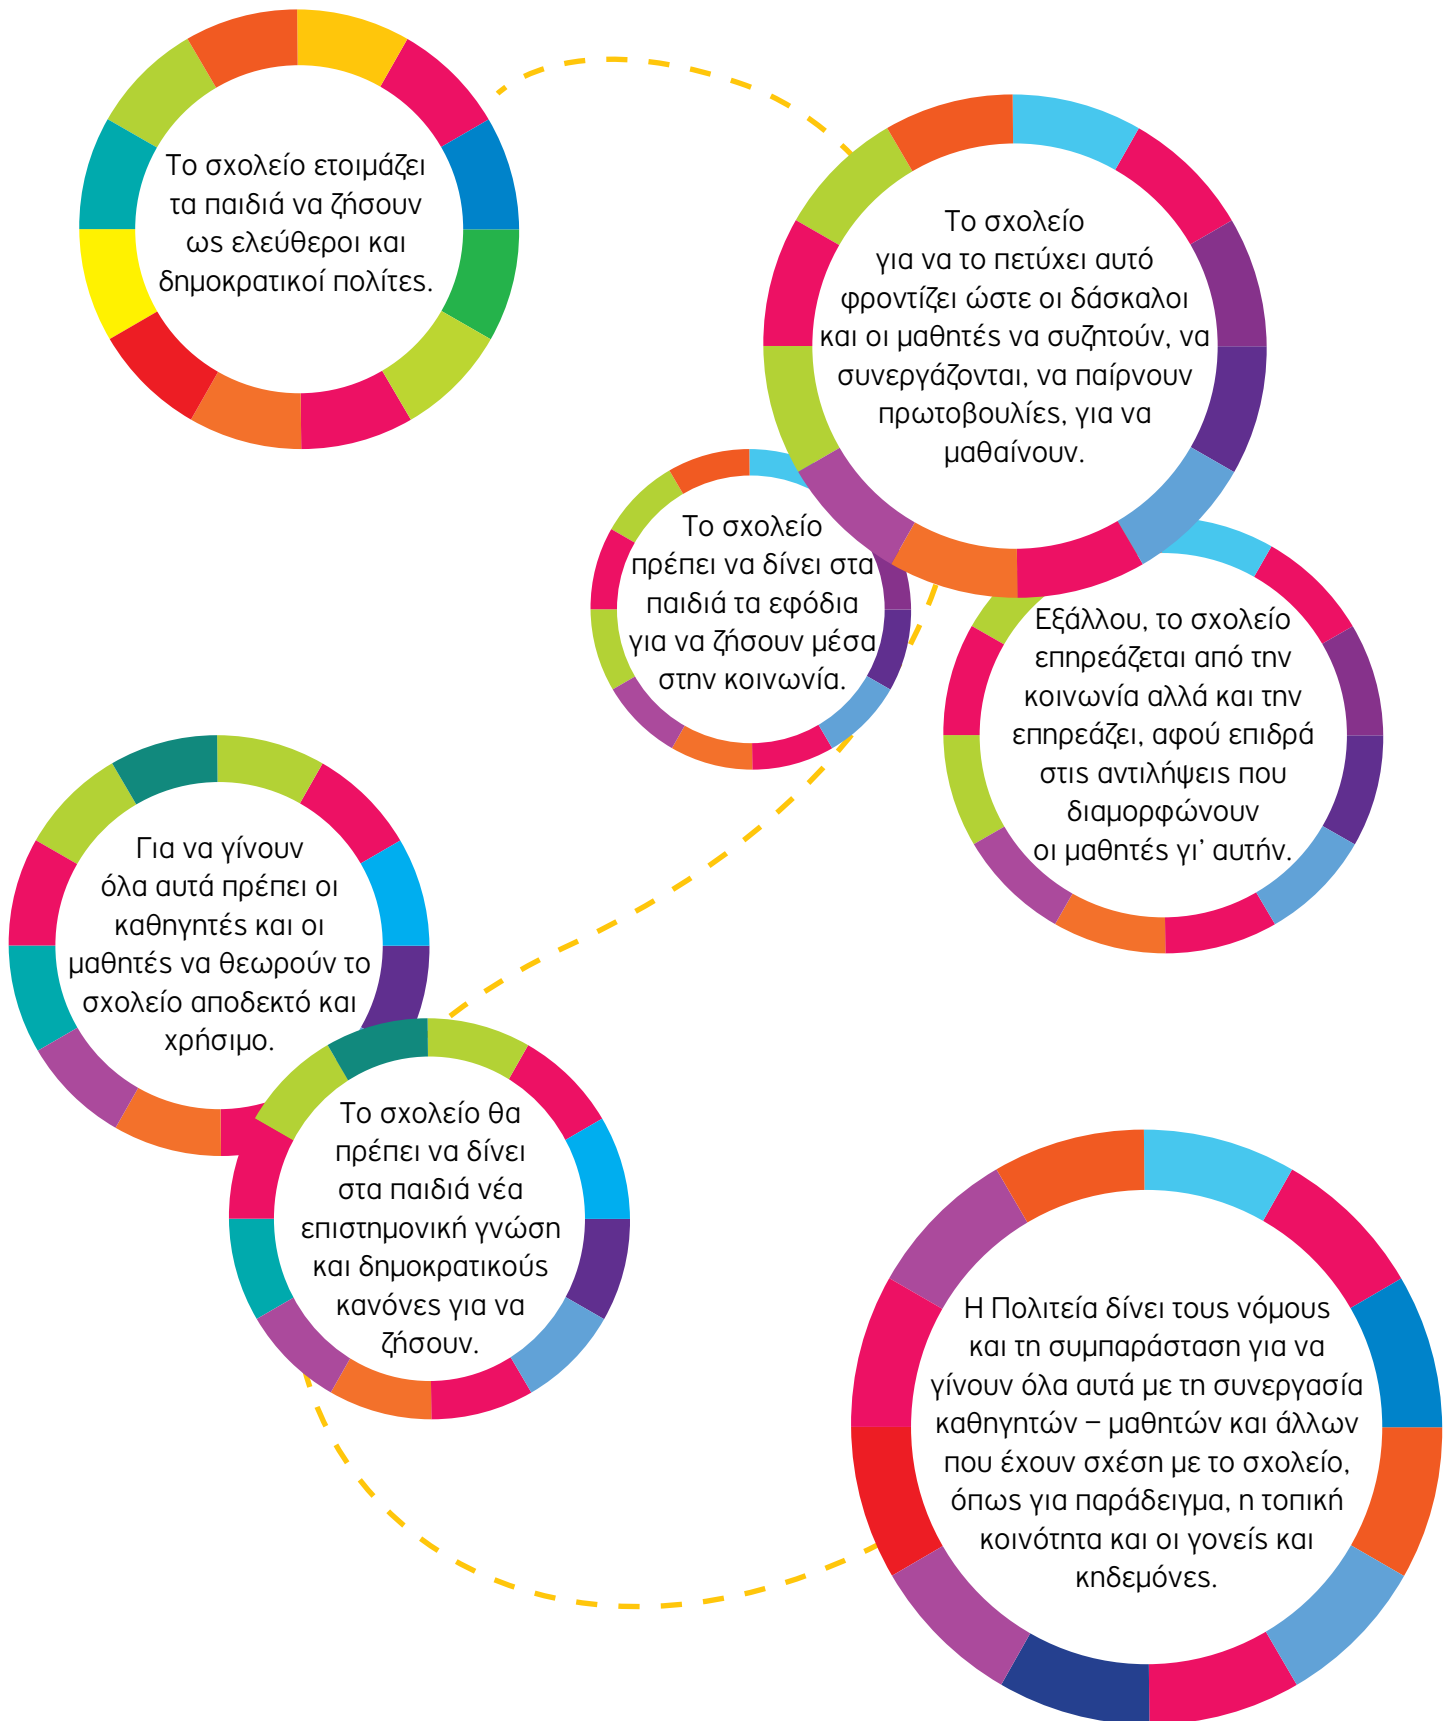 Το σχολείο ετοιμάζει
τα παιδιά να ζήσουν
ως ελεύθεροι και
δημοκρατικοί πολίτες.
Το σχολείο
για να το πετύχει αυτό
φροντίζει ώστε οι δάσκαλοι
και οι μαθητές να συζητούν, να
συνεργάζονται, να παίρνουν
πρωτοβουλίες, για να
μαθαίνουν.
Το σχολείο
πρέπει να δίνει στα
παιδιά τα εφόδια
για να ζήσουν μέσα
στην κοινωνία.
Εξάλλου, το σχολείο
επηρεάζεται από την
κοινωνία αλλά και την
επηρεάζει, αφού επιδρά
στις αντιλήψεις που
διαμορφώνουν
οι μαθητές γι’ αυτήν.
Για να γίνουν
όλα αυτά πρέπει οι
καθηγητές και οι
μαθητές να θεωρούν το
σχολείο αποδεκτό και
χρήσιμο.
Το σχολείο θα
πρέπει να δίνει
στα παιδιά νέα
επιστημονική γνώση
και δημοκρατικούς
κανόνες για να
ζήσουν.
Η Πολιτεία δίνει τους νόμους
και τη συμπαράσταση για να
γίνουν όλα αυτά με τη συνεργασία
καθηγητών – μαθητών και άλλων
που έχουν σχέση με το σχολείο,
όπως για παράδειγμα, η τοπική
κοινότητα και οι γονείς και
κηδεμόνες.